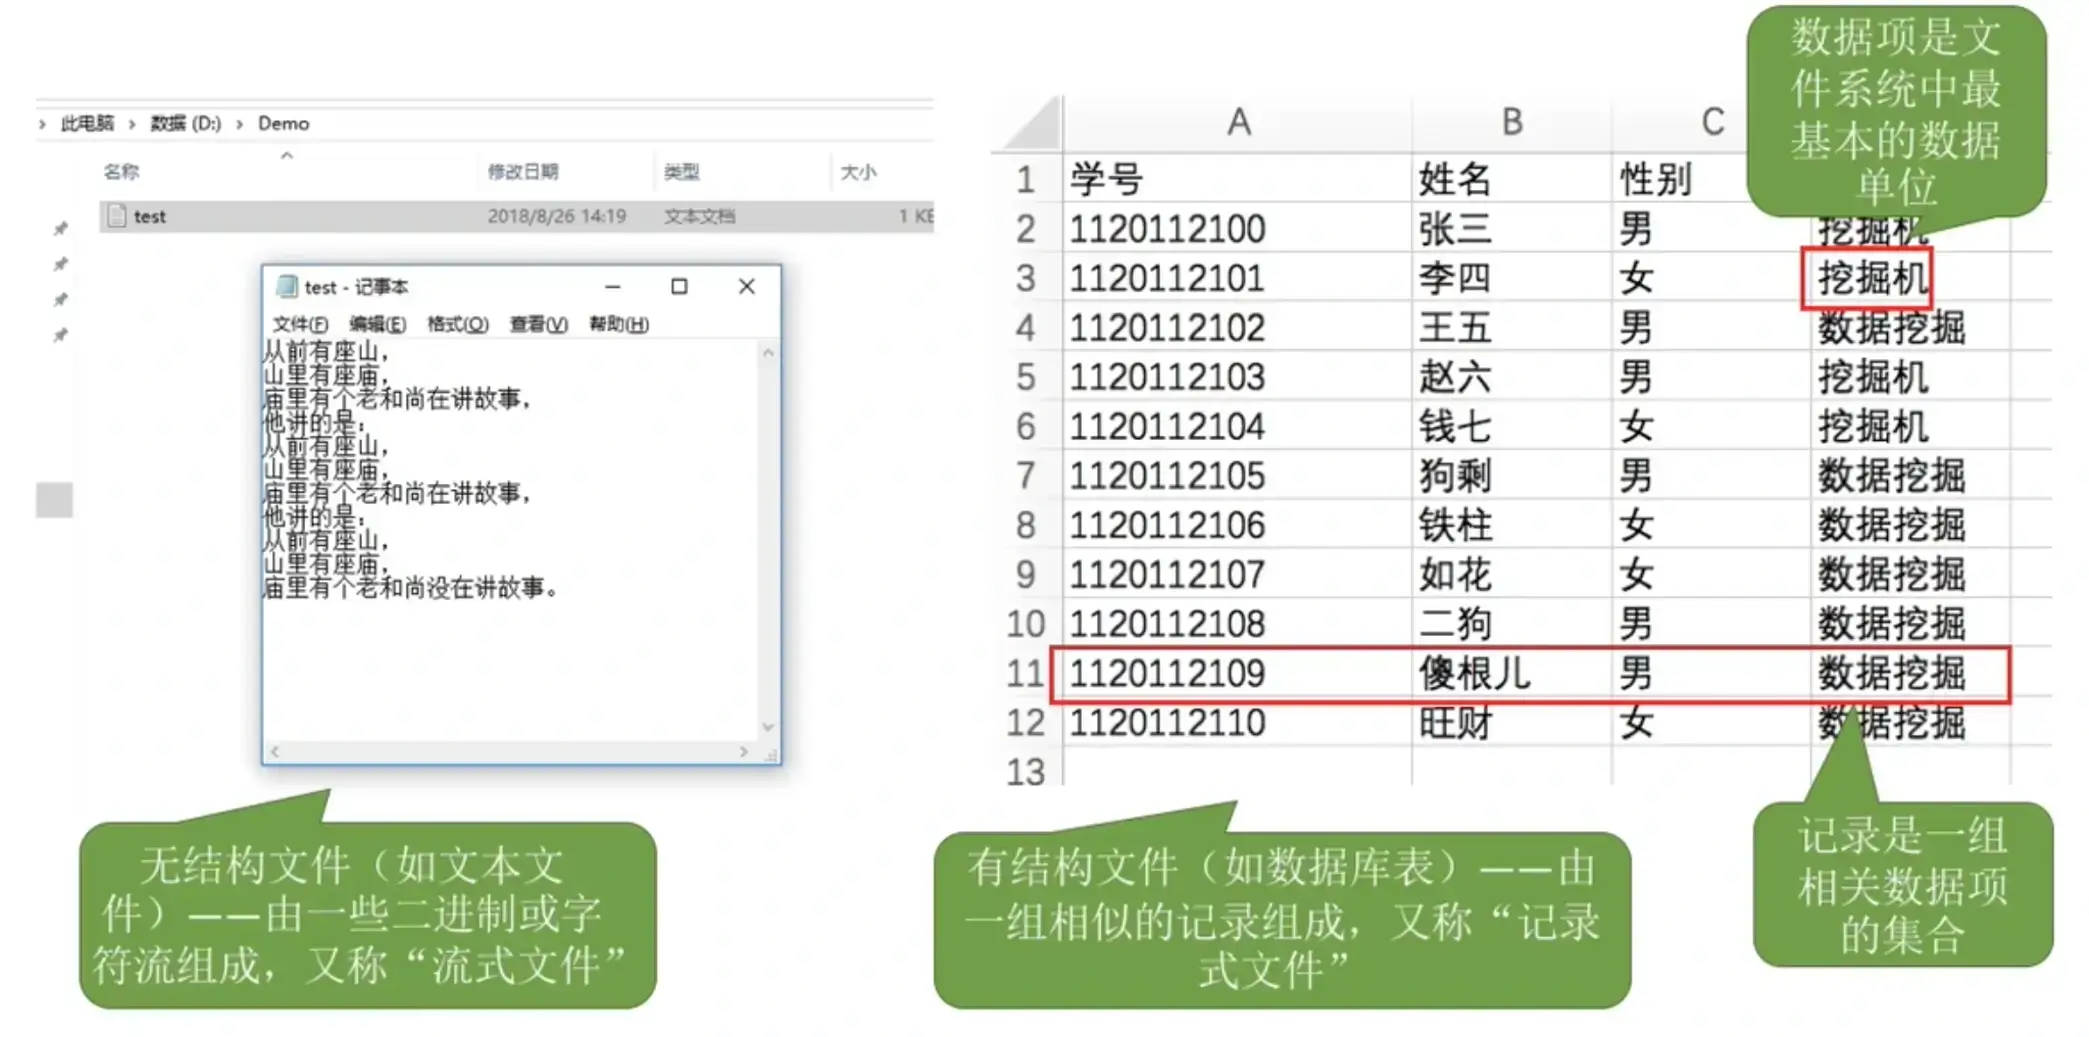 此电脑 › 数据 (D:) › Demo
名称 修改日期 类型 大小
test 2018/8/26 14:19 文本文档 1 KB
test - 记事本
文件(F) 编辑(E) 格式(O) 查看(V) 帮助(H)
从前有座山，
山里有座庙，
庙里有个老和尚在讲故事，
他讲的是：
从前有座山，
山里有座庙，
庙里有个老和尚在讲故事，
他讲的是：
从前有座山，
山里有座庙，
庙里有个老和尚没在讲故事。
无结构文件（如文本文
件）——由一些二进制或字
符流组成，又称“流式文件”
A B C
1 学号 姓名 性别
2 1120112100 张三 男 挖掘机
3 1120112101 李四 女 挖掘机
4 1120112102 王五 男 数据挖掘
5 1120112103 赵六 男 挖掘机
6 1120112104 钱七 女 挖掘机
7 1120112105 狗剩 男 数据挖掘
8 1120112106 铁柱 女 数据挖掘
9 1120112107 如花 女 数据挖掘
10 1120112108 二狗 男 数据挖掘
11 1120112109 傻根儿 男 数据挖掘
12 1120112110 旺财 女 数据挖掘
13
数据项是文
件系统中最
基本的数据
单位
有结构文件（如数据库表）——由
一组相似的记录组成，又称“记录
式文件”
记录是一组
相关数据项
的集合